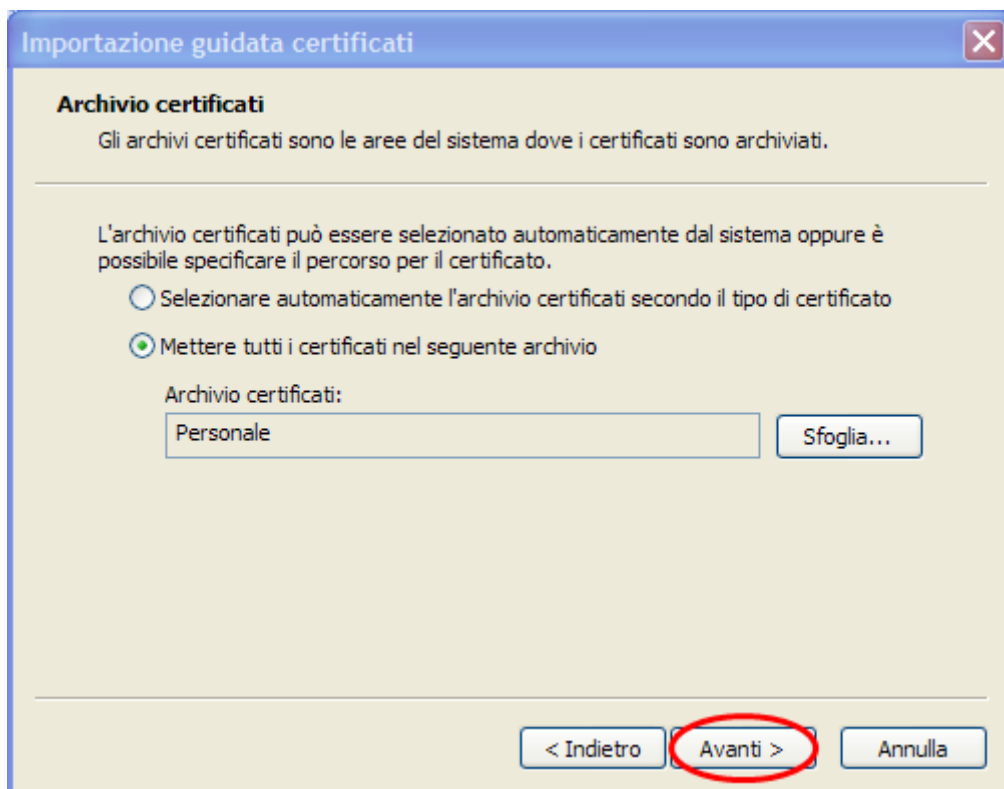 Importazione guidata certificati
Archivio certificati
Gli archivi certificati sono le aree del sistema dove i certificati sono archiviati.
L'archivio certificati può essere selezionato automaticamente dal sistema oppure è
possibile specificare il percorso per il certificato.
Selezionare automaticamente l'archivio certificati secondo il tipo di certificato
Mettere tutti i certificati nel seguente archivio
Archivio certificati:
Personale
Sfoglia...
< Indietro
Avanti >
Annulla